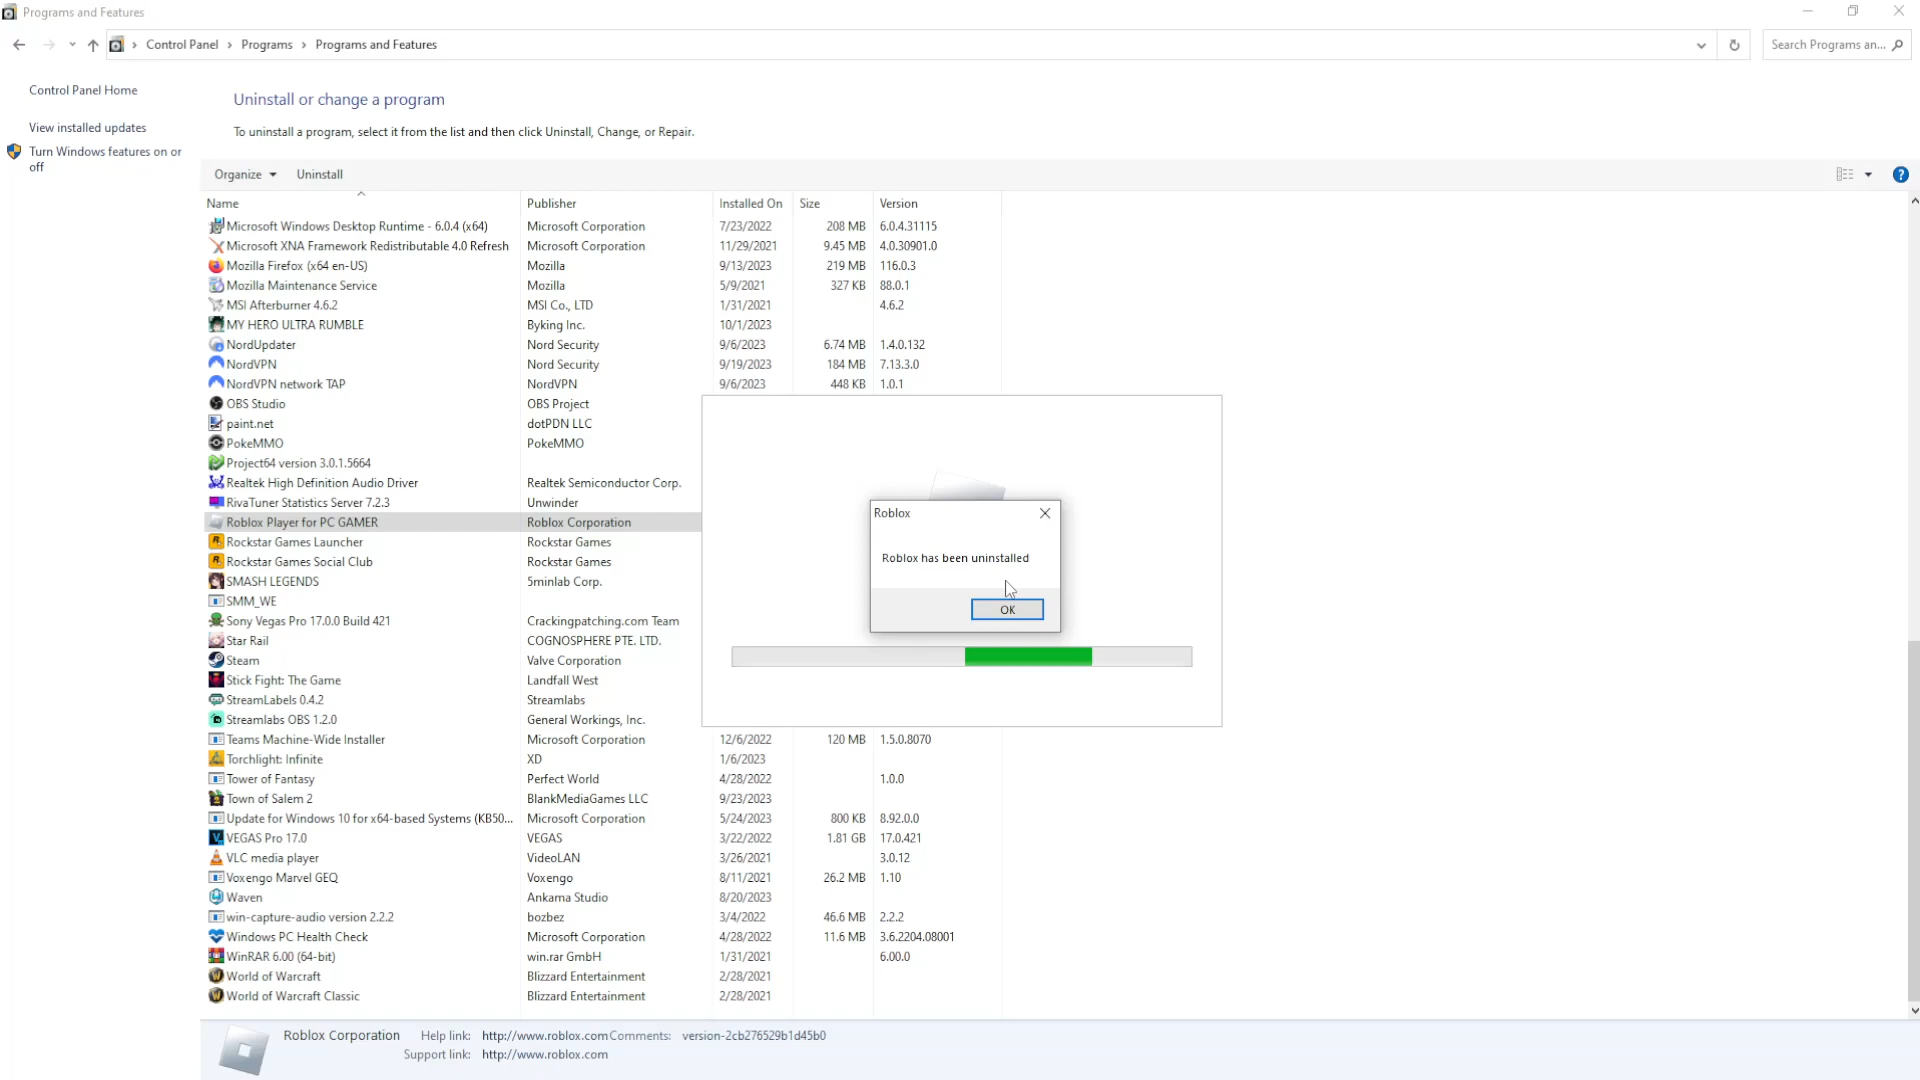 Programs and Features
Control Panel > Programs > Programs and Features
Search Programs an...
Control Panel Home
View installed updates
Turn Windows features on or
off
Uninstall or change a program
To uninstall a program, select it from the list and then click Uninstall, Change, or Repair.
Organize Uninstall
Name Publisher Installed On Size Version
Microsoft Windows Desktop Runtime - 6.0.4 (x64) Microsoft Corporation 7/23/2022 208 MB 6.0.4.31115
Microsoft XNA Framework Redistributable 4.0 Refresh Microsoft Corporation 11/29/2021 9.45 MB 4.0.30901.0
Mozilla Firefox (x64 en-US) Mozilla 9/13/2023 219 MB 116.0.3
Mozilla Maintenance Service Mozilla 5/9/2021 327 KB 88.0.1
MSI Afterburner 4.6.2 MSI Co., LTD 1/31/2021 4.6.2
MY HERO ULTRA RUMBLE Byking Inc. 10/1/2023
NordUpdater Nord Security 9/6/2023 6.74 MB 1.4.0.132
NordVPN Nord Security 9/19/2023 184 MB 7.13.3.0
NordVPN network TAP NordVPN 9/6/2023 448 KB 1.0.1
OBS Studio OBS Project
paint.net dotPDN LLC
PokeMMO PokeMMO
Project64 version 3.0.1.5664
Realtek High Definition Audio Driver Realtek Semiconductor Corp.
RivaTuner Statistics Server 7.2.3 Unwinder
Roblox Player for PC GAMER Roblox Corporation
Rockstar Games Launcher Rockstar Games
Rockstar Games Social Club Rockstar Games
SMASH LEGENDS 5minlab Corp.
SMM_WE
Sony Vegas Pro 17.0.0 Build 421 Crackingpatching.com Team
Star Rail COGNOSPHERE PTE. LTD.
Steam Valve Corporation
Stick Fight: The Game Landfall West
StreamLabels 0.4.2 Streamlabs
Streamlabs OBS 1.2.0 General Workings, Inc.
Roblox
Roblox has been uninstalled
OK
Teams Machine-Wide Installer Microsoft Corporation 12/6/2022 120 MB 1.5.0.8070
Torchlight: Infinite XD 1/6/2023
Tower of Fantasy Perfect World 4/28/2022 1.0.0
Town of Salem 2 BlankMediaGames LLC 9/23/2023
Update for Windows 10 for x64-based Systems (KB50... Microsoft Corporation 5/24/2023 800 KB 8.92.0.0
VEGAS Pro 17.0 VEGAS 3/22/2022 1.81 GB 17.0.421
VLC media player VideoLAN 3/26/2021 3.0.12
Voxengo Marvel GEQ Voxengo 8/11/2021 26.2 MB 1.10
Waven Ankama Studio 8/20/2023
win-capture-audio version 2.2.2 bozbez 3/4/2022 46.6 MB 2.2.2
Windows PC Health Check Microsoft Corporation 4/28/2022 11.6 MB 3.6.2204.08001
WinRAR 6.00 (64-bit) win.rar GmbH 1/31/2021 6.00.0
World of Warcraft Blizzard Entertainment 2/28/2021
World of Warcraft Classic Blizzard Entertainment 2/28/2021
Roblox Corporation Help link: http://www.roblox.com Comments: version-2cb276529b1d45b0
Support link: http://www.roblox.com